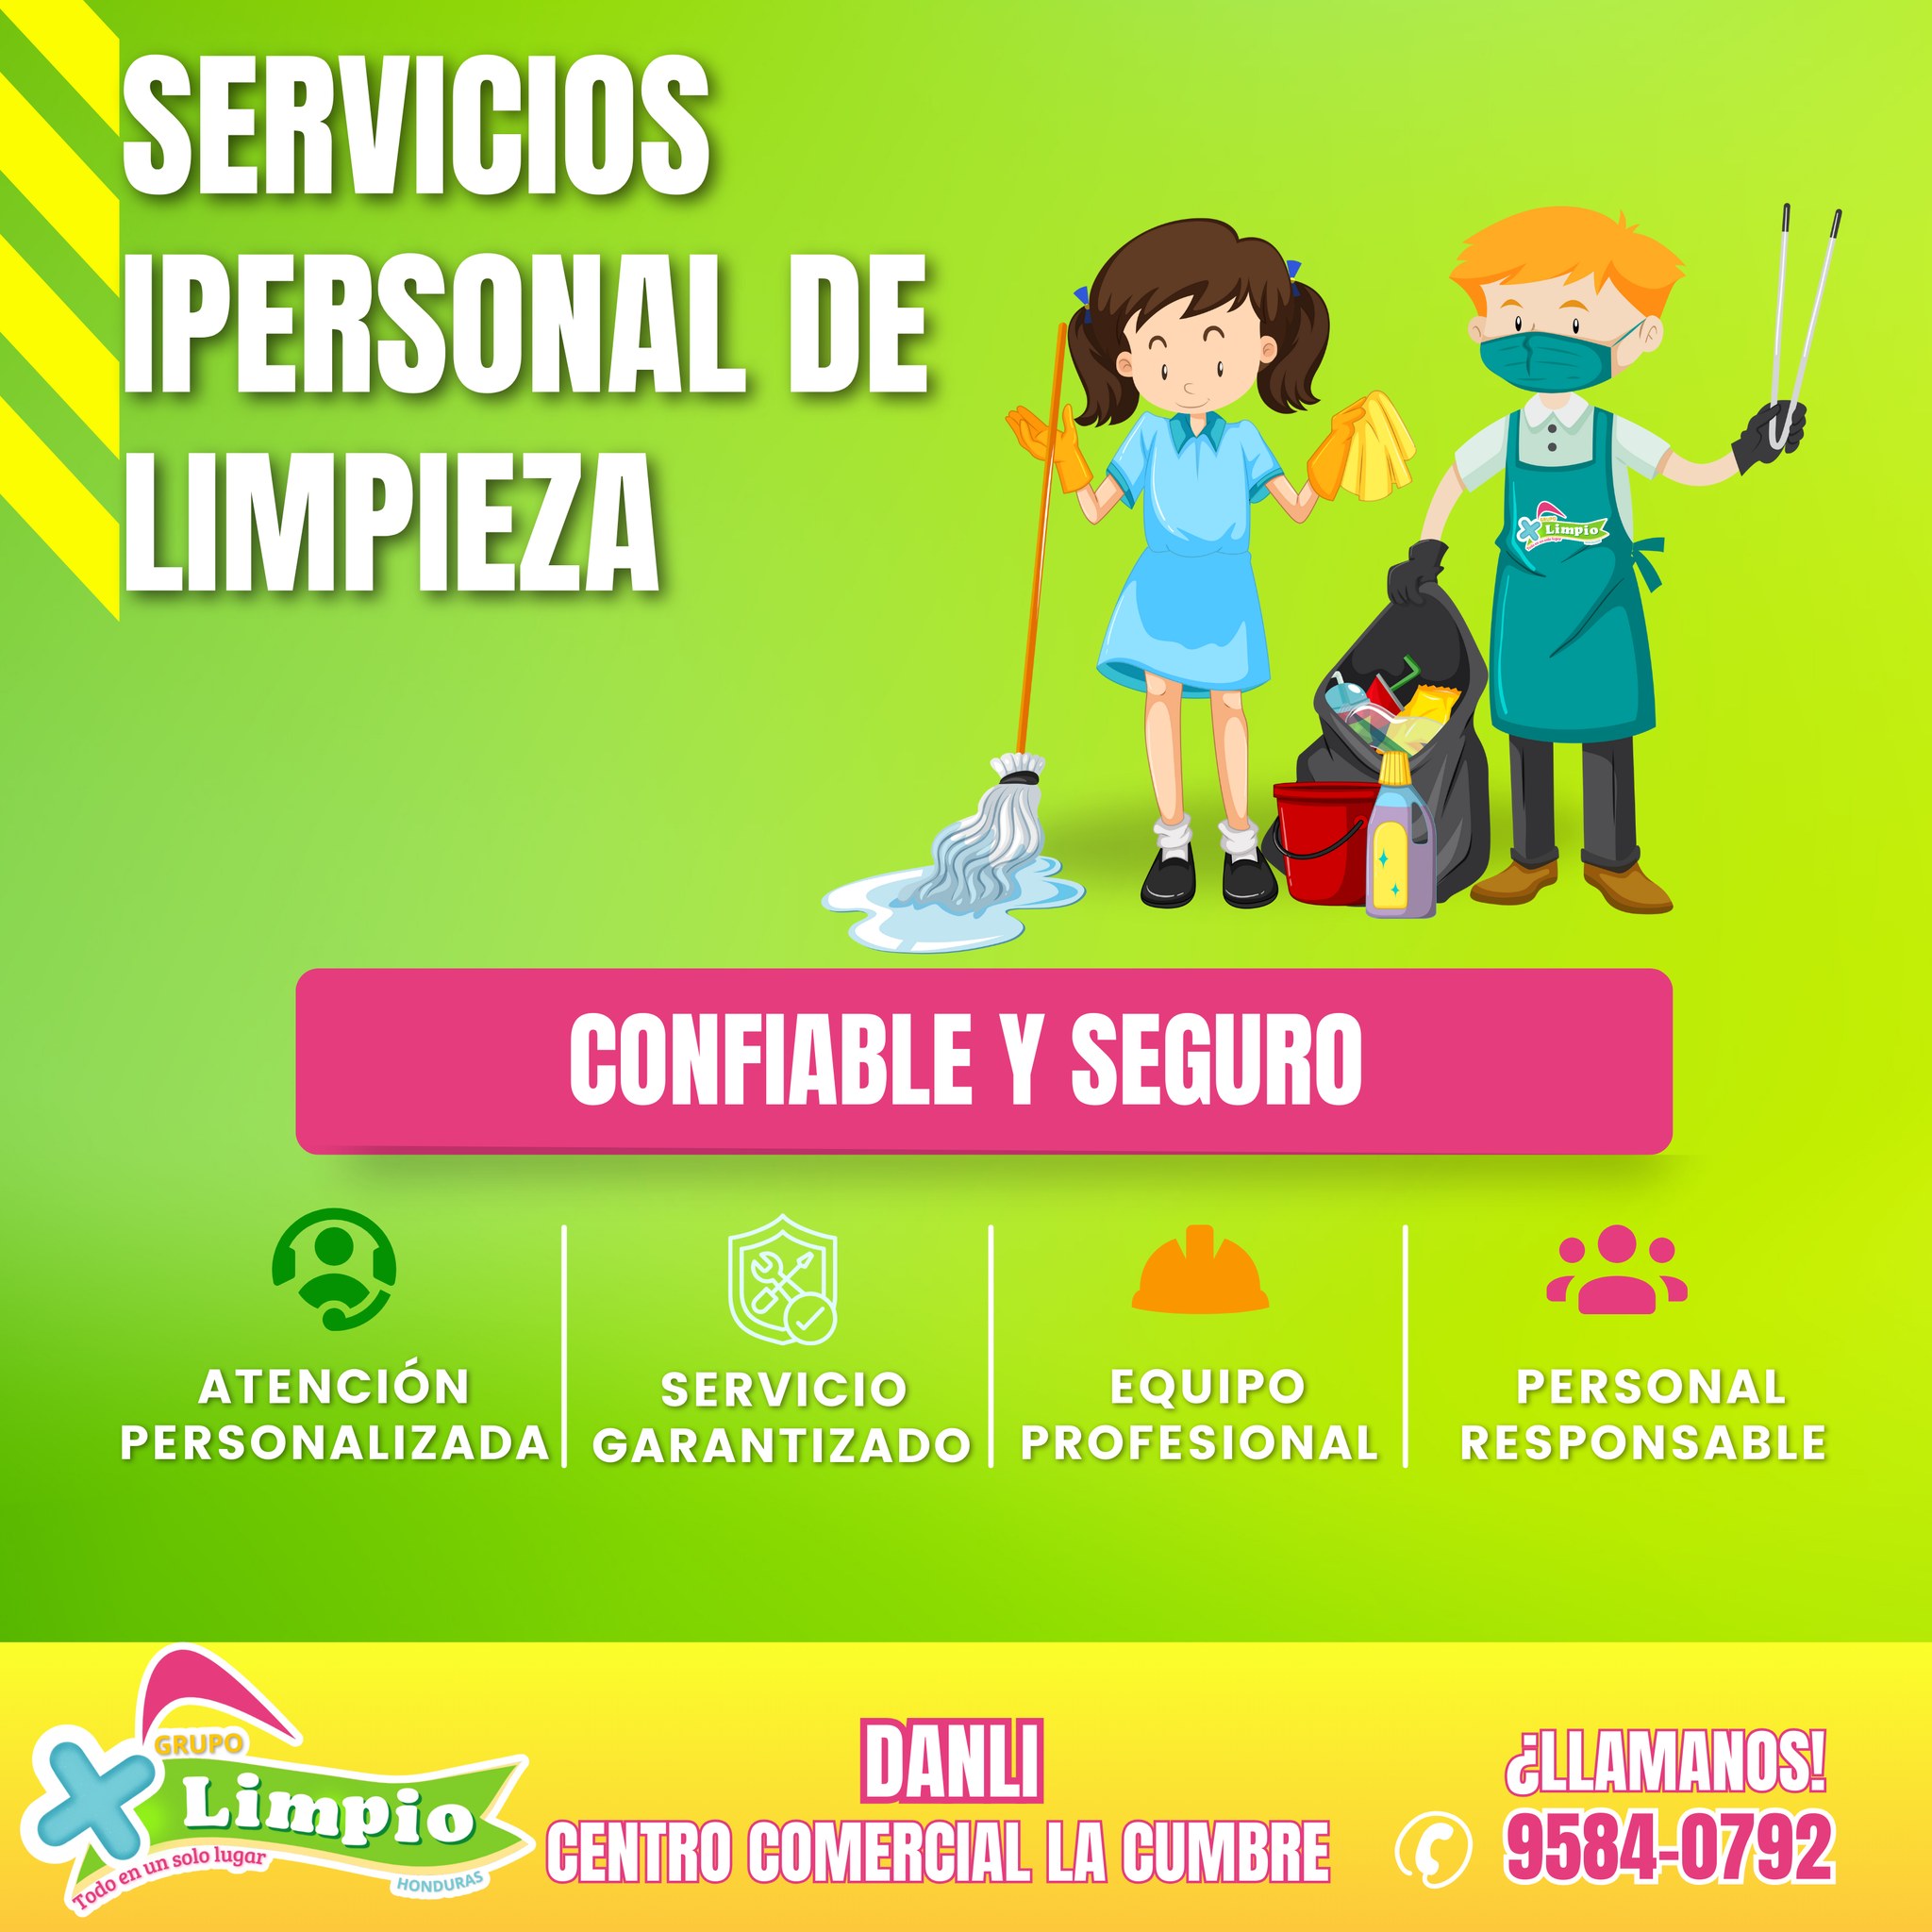 SERVICIOS
IPERSONAL DE
LIMPIEZA
Limpio
CONFIABLE Y SEGURO
ATENCIÓN
PERSONALIZADA
SERVICIO
GARANTIZADO
EQUIPO
PROFESIONAL
PERSONAL
RESPONSABLE
GRUPO
Limpio
Todo en un solo lugar
HONDURAS
DANLI
CENTRO COMERCIAL LA CUMBRE
¿LLAMANOS!
9584-0792